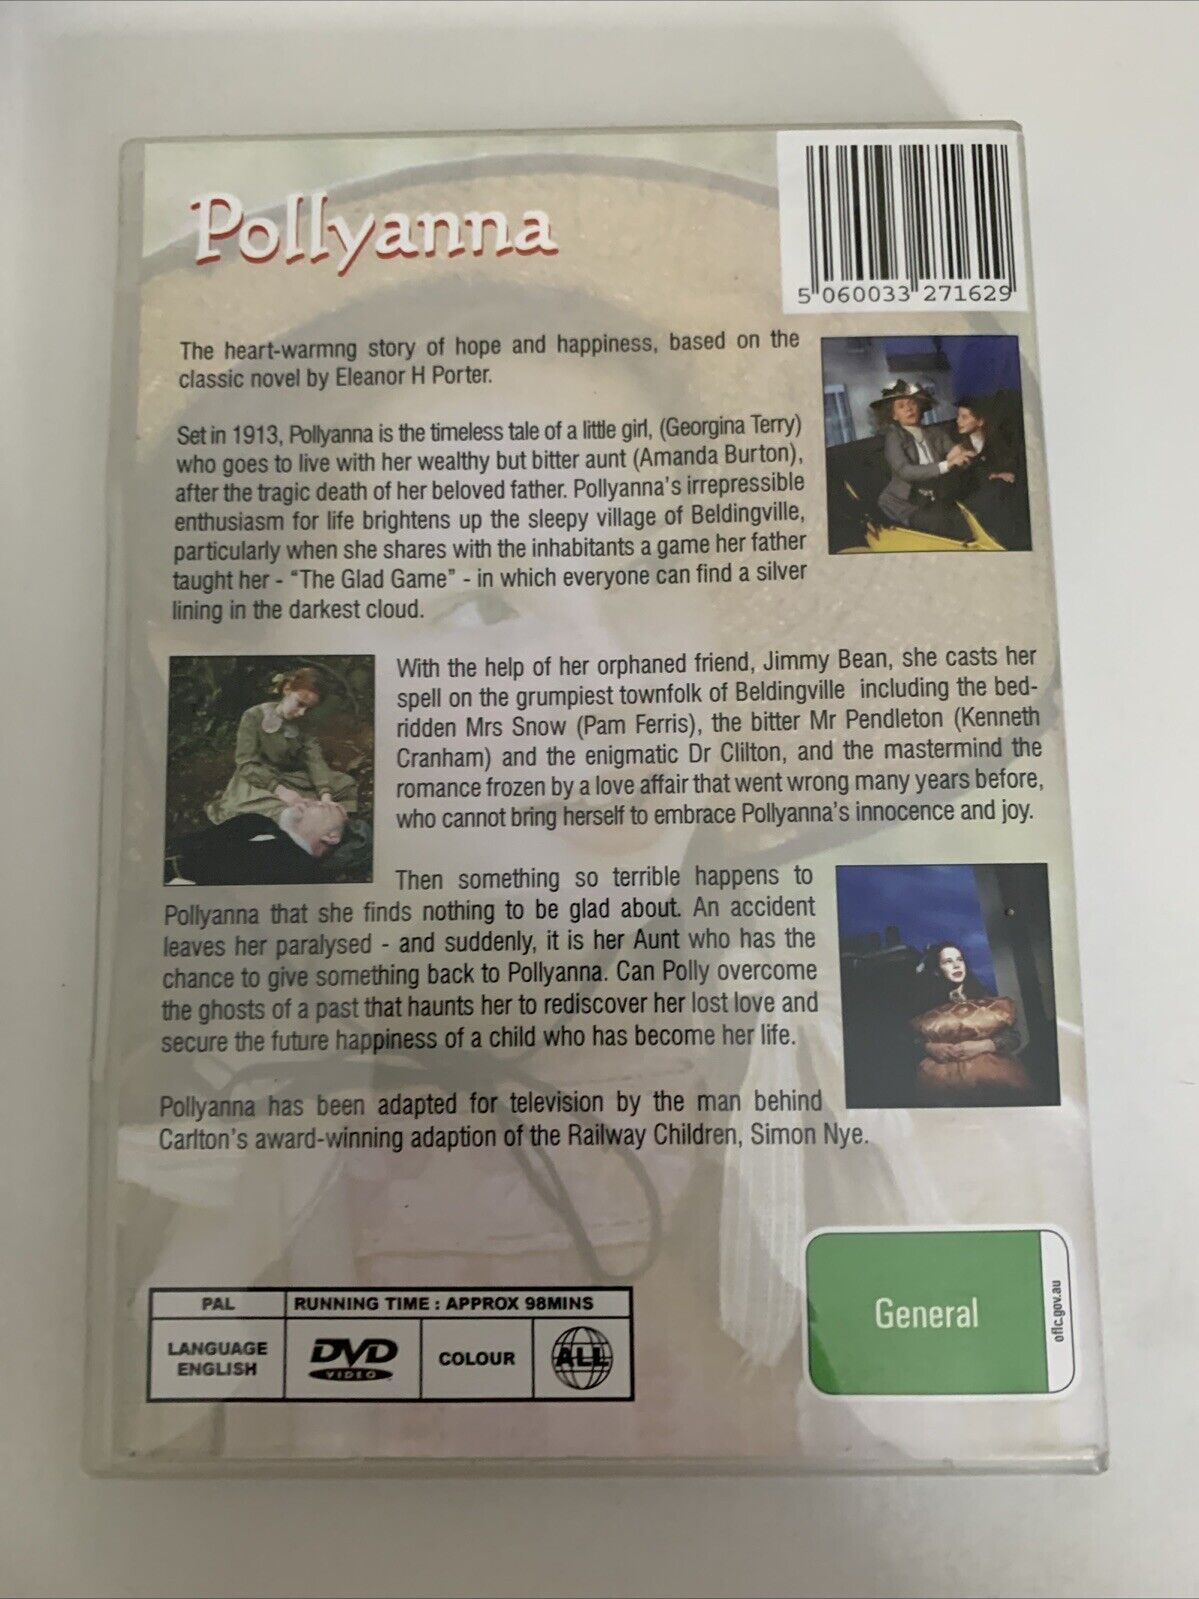 Pollyanna
5 060033 271629
The heart-warmng story of hope and happiness, based on the
classic novel by Eleanor H Porter.
Set in 1913, Pollyanna is the timeless tale of a little girl, (Georgina Terry)
who goes to live with her wealthy but bitter aunt (Amanda Burton),
after the tragic death of her beloved father. Pollyanna's irrepressible
enthusiasm for life brightens up the sleepy village of Beldingville,
particularly when she shares with the inhabitants a game her father
taught her - "The Glad Game" - in which everyone can find a silver
lining in the darkest cloud.
With the help of her orphaned friend, Jimmy Bean, she casts her
spell on the grumpiest townfolk of Beldingville including the bed-
ridden Mrs Snow (Pam Ferris), the bitter Mr Pendleton (Kenneth
Cranham) and the enigmatic Dr Clilton, and the mastermind the
romance frozen by a love affair that went wrong many years before,
who cannot bring herself to embrace Pollyanna's innocence and joy.
Then something so terrible happens to
Pollyanna that she finds nothing to be glad about. An accident
leaves her paralysed - and suddenly, it is her Aunt who has the
chance to give something back to Pollyanna. Can Polly overcome
the ghosts of a past that haunts her to rediscover her lost love and
secure the future happiness of a child who has become her life.
Pollyanna has been adapted for television by the man behind
Carlton's award-winning adaption of the Railway Children, Simon Nye.
PAL
RUNNING TIME : APPROX 98MINS
LANGUAGE
ENGLISH
DVD
VIDEO
COLOUR
ALL
General
oflc.gov.au